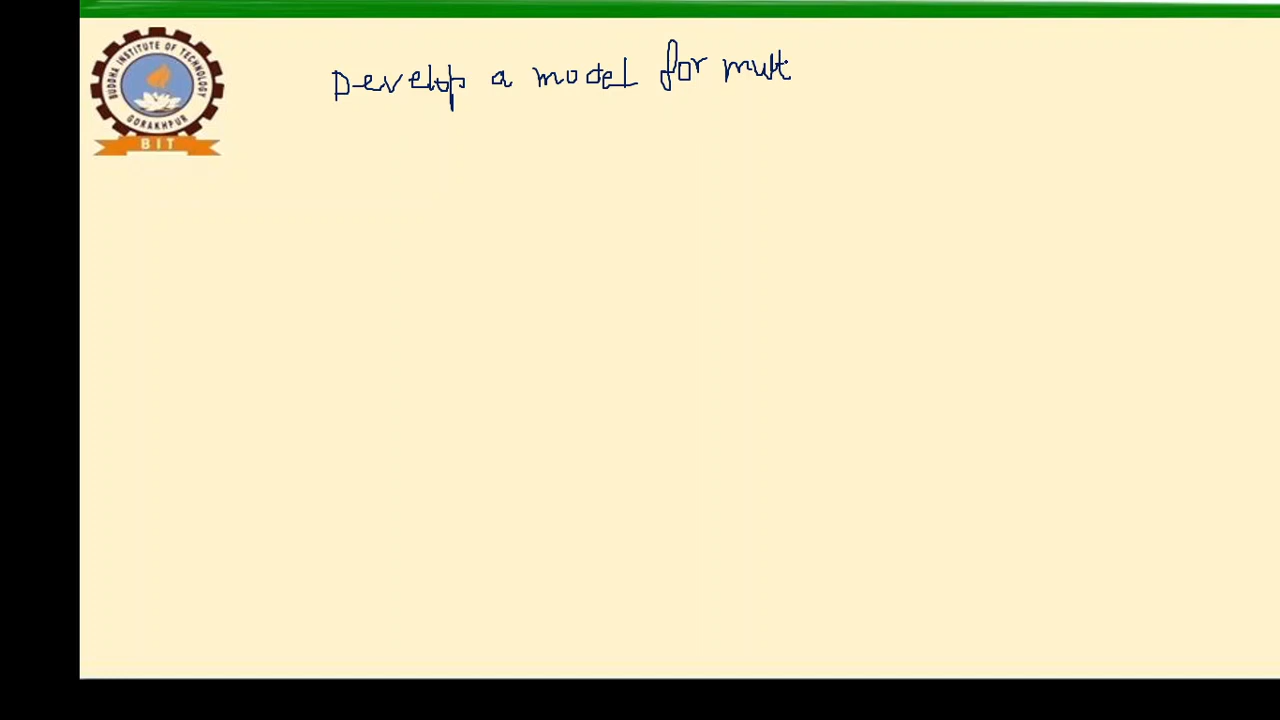 BUDDHA INSTITUTE OF TECHNOLOGY
GORAKHPUR
BIT
Develop a model for mult